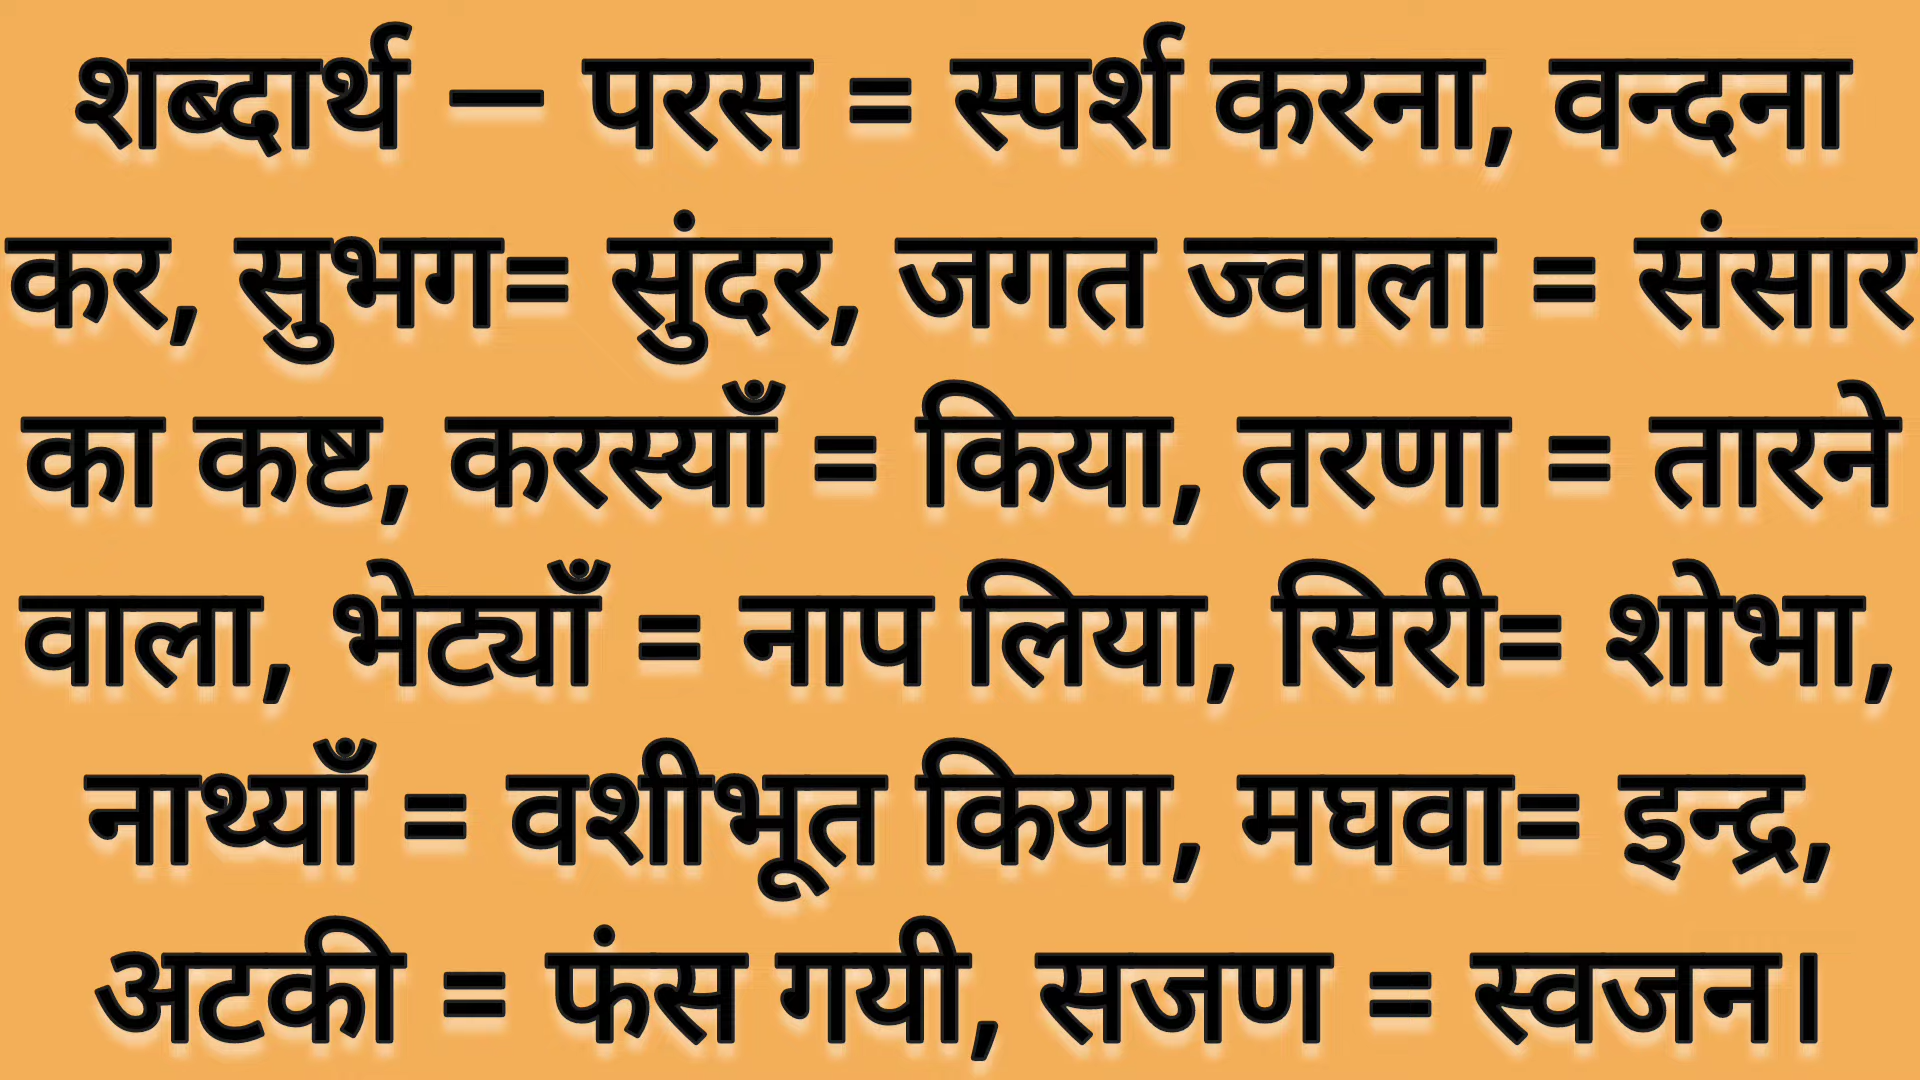 शब्दार्थ – परस = स्पर्श करना, वन्दना
कर, सुभग= सुंदर, जगत ज्वाला = संसार
का कष्ट, करस्याँ = किया, तरणा = तारने
वाला, भेट्याँ = नाप लिया, सिरी= शोभा,
नाथ्याँ = वशीभूत किया, मघवा= इन्द्र,
अटकी = फंस गयी, सजण = स्वजन।